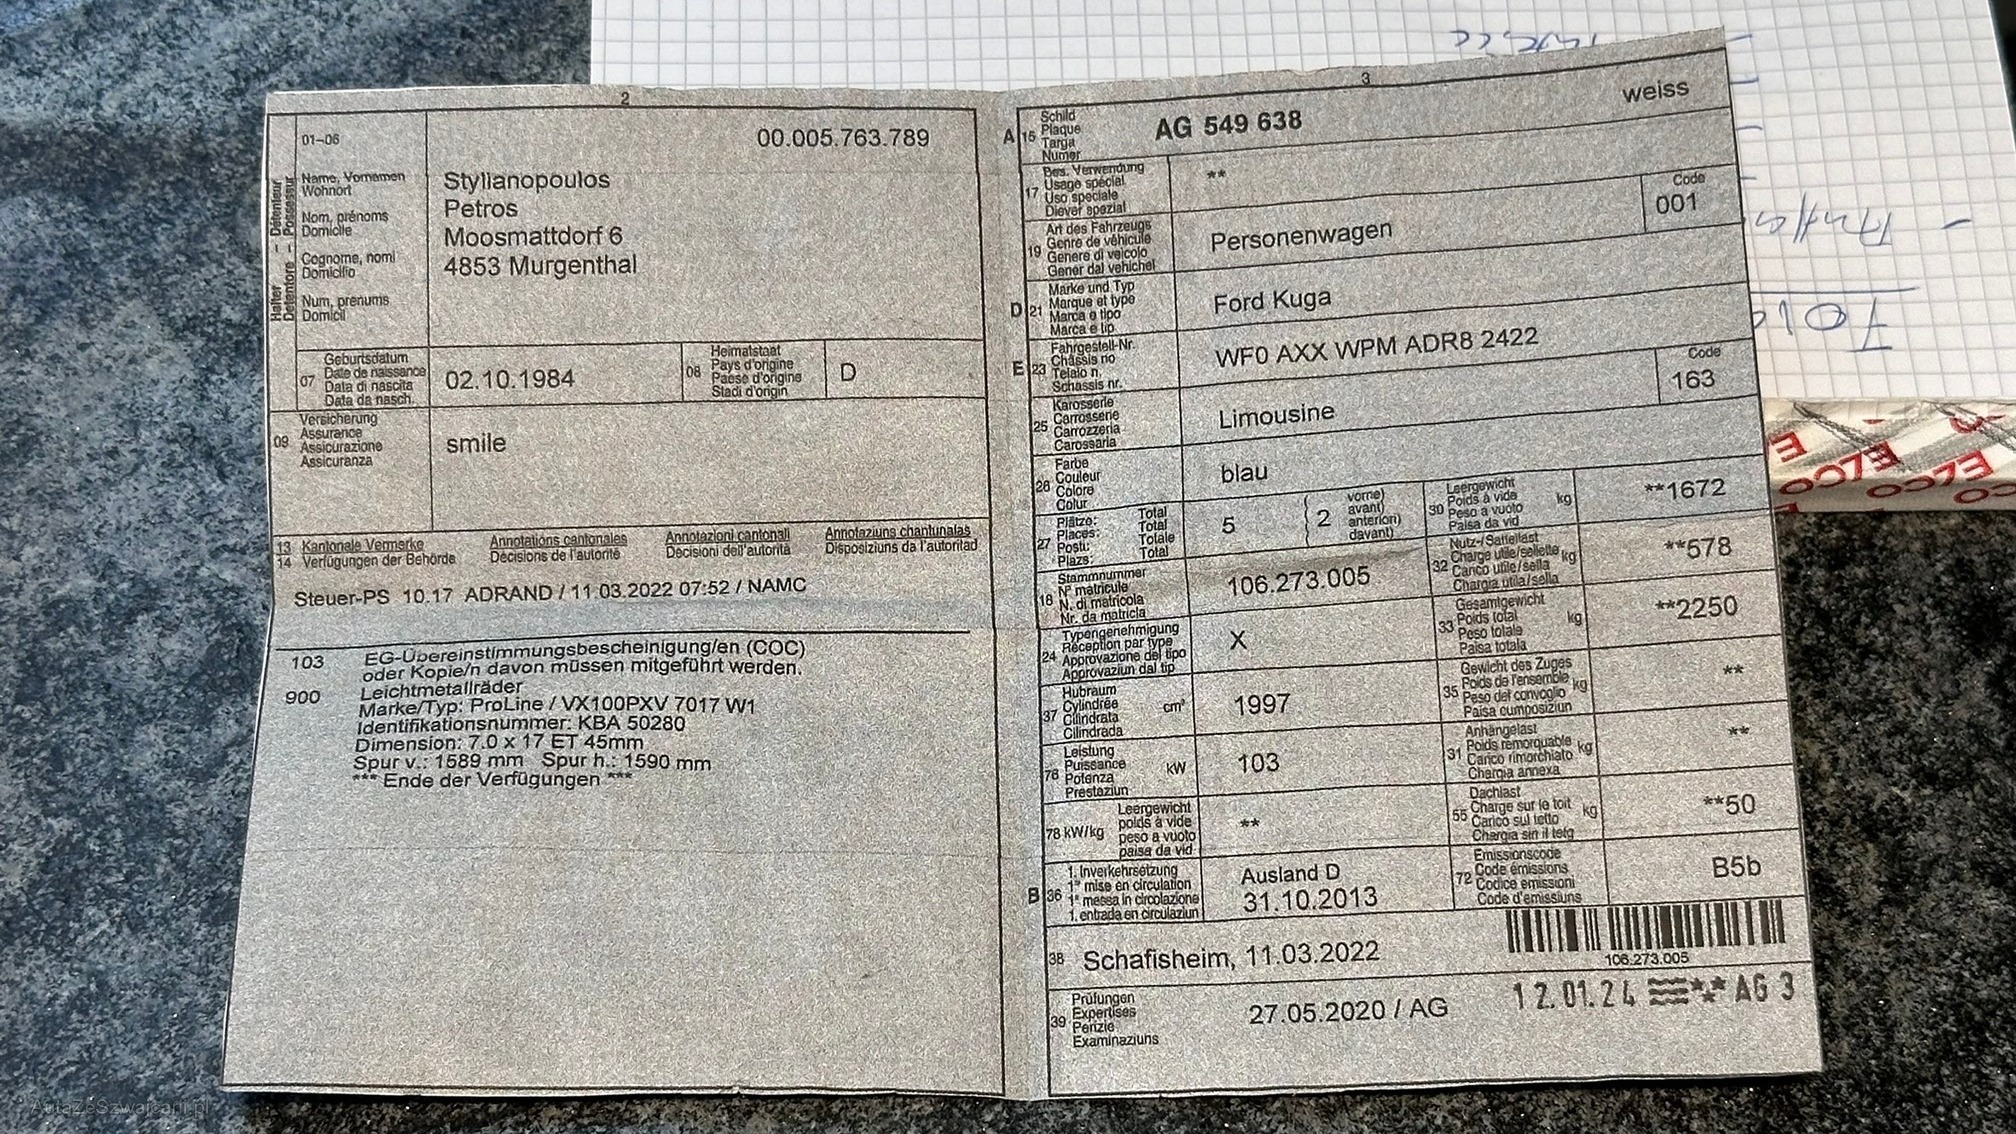 2
01-06
00.005.763.789
Halter - Détenteur
Detentore - Possessur
Name, Vornamen
Wohnort
Nom, prénoms
Domicile
Cognome, nomi
Domicilio
Num, prenums
Domicil
Stylianopoulos
Petros
Moosmattdorf 6
4853 Murgenthal
07
Geburtsdatum
Date de naissance
Data di nascita
Data da nasch.
02.10.1984
08
Heimatstaat
Pays d'origine
Paese d'origine
Stadi d'origin
D
09
Versicherung
Assurance
Assicurazione
Assicuranza
smile
13 Kantonale Vermerke Annotations cantonales Annotazioni cantonali Annotaziuns chantunalas
14 Verfügungen der Behörde Décisions de l'autorité Decisioni dell'autorità Disposiziuns da l'autoritad
Steuer-PS 10.17 ADRAND / 11.03.2022 07:52 / NAMC
103 EG-Übereinstimmungsbescheinigung/en (COC)
oder Kopie/n davon müssen mitgeführt werden.
900 Leichtmetallräder
Marke/Typ: ProLine / VX100PXV 7017 W1
Identifikationsnummer: KBA 50280
Dimension: 7.0 x 17 ET 45mm
Spur v.: 1589 mm Spur h.: 1590 mm
*** Ende der Verfügungen ***
3
A 15
Schild
Plaque
Targa
Numer
AG 549 638
weiss
17
Bes. Verwendung
Usage spécial
Uso speciale
Diever spezial
**
19
Art des Fahrzeugs
Genre de véhicule
Genere di veicolo
Gener dal vehichel
Personenwagen
Code
001
D 21
Marke und Typ
Marque et type
Marca e tipo
Marca e tip
Ford Kuga
E 23
Fahrgestell-Nr.
Châssis no
Telaio n.
Schassis nr.
WF0 AXX WPM ADR8 2422
25
Karosserie
Carrosserie
Carrozzeria
Carossaria
Limousine
Code
163
26
Farbe
Couleur
Colore
Colur
blau
27
Plätze: Total
Places: Total
Posti: Totale
Plazs: Total
5
2
vorne)
avant)
anteriori)
davant)
30
Leergewicht
Poids à vide kg
Peso a vuoto
Paisa da vid
**1672
18
Stammnummer
N° matricule
N. di matricola
Nr. da matricla
106.273.005
32
Nutz-/Sattellast
Charge utile/sellette kg
Carico utile/sella
Chargia utila/sella
**578
24
Typengenehmigung
Réception par type
Approvazione del tipo
Approvaziun dal tip
X
33
Gesamtgewicht
Poids total kg
Peso totale
Paisa totala
**2250
37
Hubraum
Cylindrée cm³
Cilindrata
Cilindrada
1997
35
Gewicht des Zuges
Poids de l'ensemble kg
Peso del convoglio
Paisa cumposiziun
**
76
Leistung
Puissance kW
Potenza
Prestaziun
103
31
Anhängelast
Poids remorquable kg
Carico rimorchiato
Chargia annexa
**
78 kW/kg
Leergewicht
poids à vide
peso a vuoto
paisa da vid
**
55
Dachlast
Charge sur le toit kg
Carico sul tetto
Chargia sin il tetg
**50
B 36
1. Inverkehrsetzung
1re mise en circulation
1a messa in circolazione
1. entrada en circulaziun
Ausland D
31.10.2013
72
Emissionscode
Code émissions
Codice emissioni
Code d'emissiuns
B5b
38 Schafisheim, 11.03.2022
106.273.005
39
Prüfungen
Expertises
Perizie
Examinaziuns
27.05.2020 / AG
12.01.24 AG 3
ELCO
ELCO
AutaZeSzwajcarii.pl